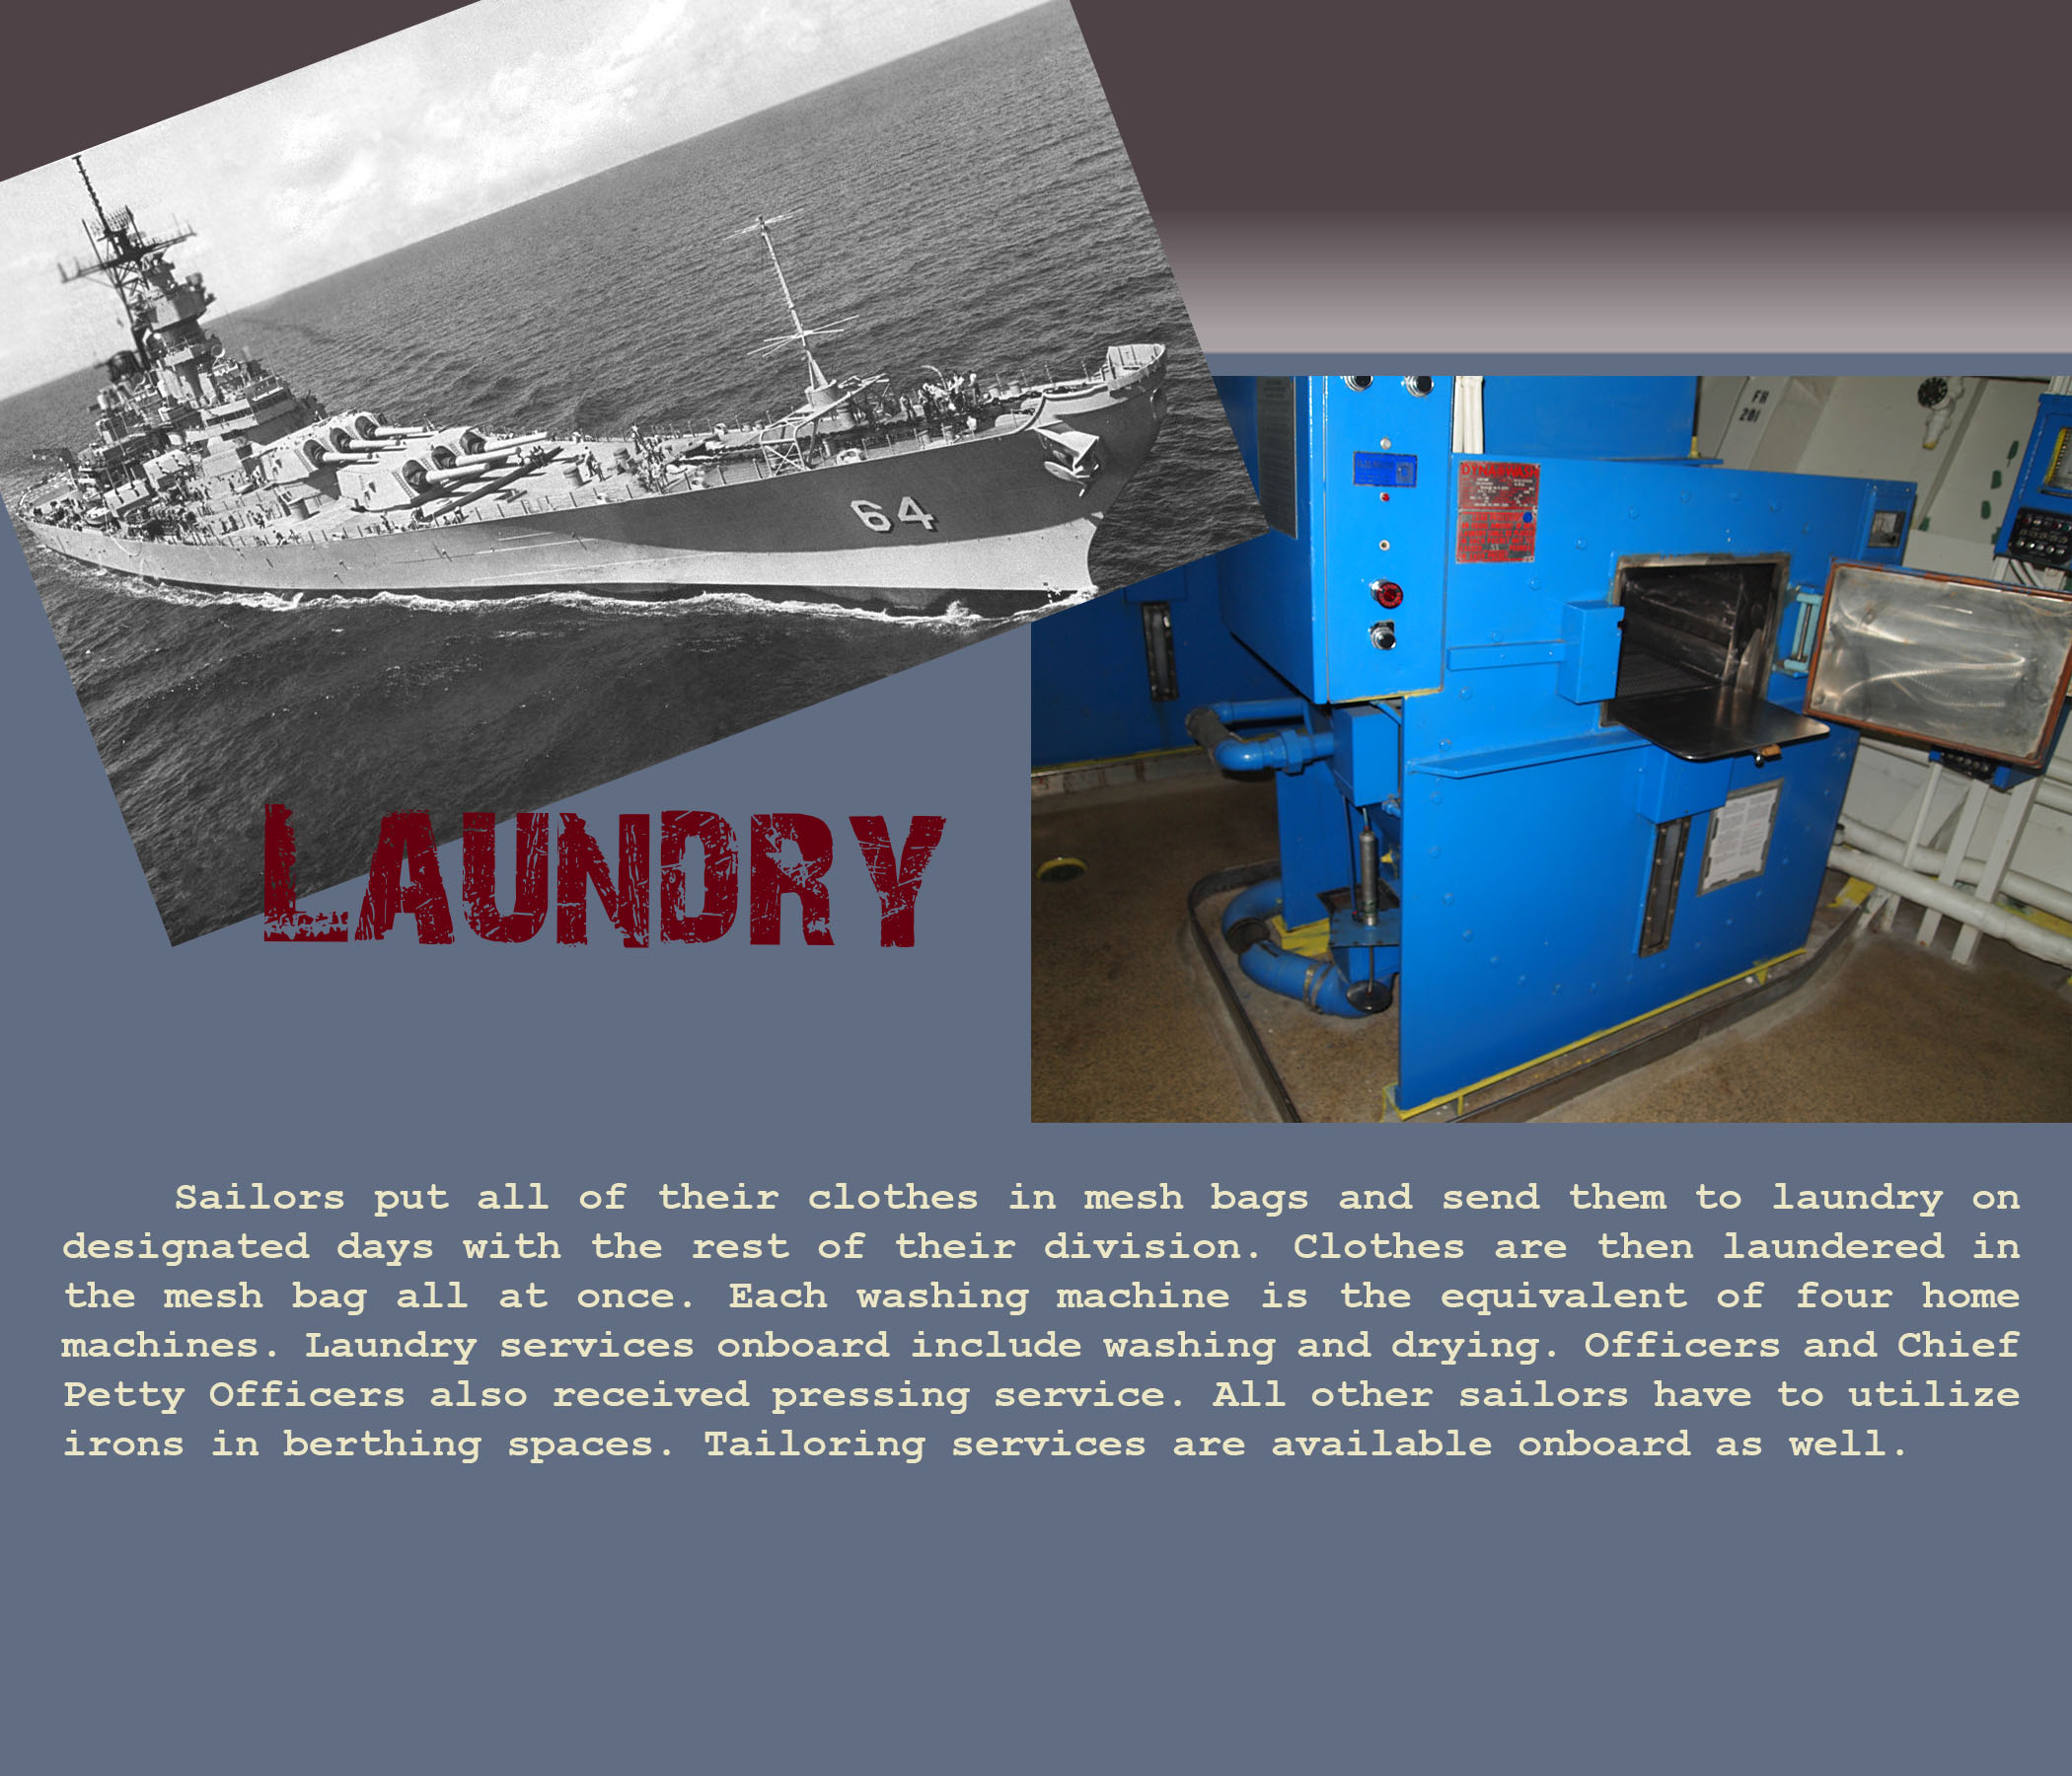 64
FR
201
DYNAWASH
LAUNDRY
Sailors put all of their clothes in mesh bags and send them to laundry on
designated days with the rest of their division. Clothes are then laundered in
the mesh bag all at once. Each washing machine is the equivalent of four home
machines. Laundry services onboard include washing and drying. Officers and Chief
Petty Officers also received pressing service. All other sailors have to utilize
irons in berthing spaces. Tailoring services are available onboard as well.